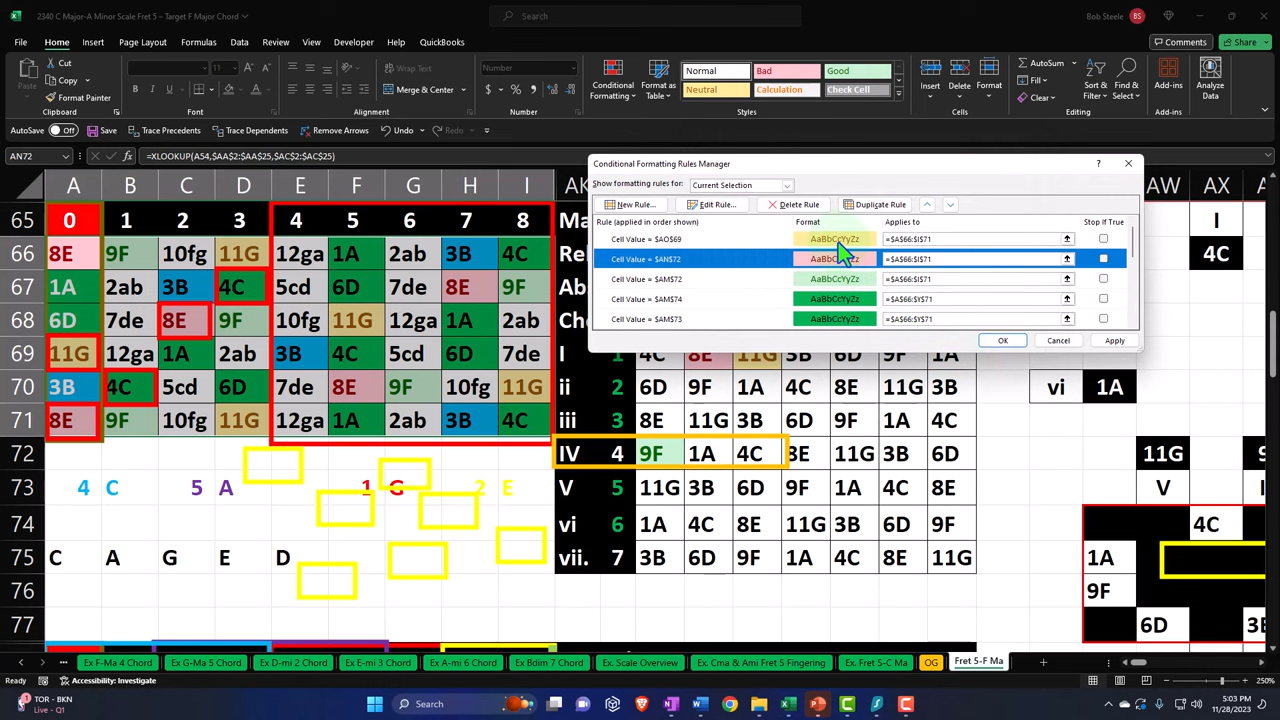 2340 C Major-A Minor Scale Fret 5 – Target F Major Chord
Search
Bob Steele BS
File Home Insert Page Layout Formulas Data Review View Developer Help QuickBooks Comments Share
Cut
Copy
Format Painter
Paste
11
Wrap Text
Merge & Center
Number
Conditional Formatting
Format as Table
Normal Bad Good
Neutral Calculation Check Cell
Insert Delete Format
AutoSum
Fill
Clear
Sort & Filter
Find & Select
Add-ins
Analyze Data
Clipboard Font Alignment Number Styles Cells Editing Add-ins
AutoSave Off Save Trace Precedents Trace Dependents Remove Arrows Undo Redo
AN72 =XLOOKUP(A54,$AA$2:$AA$25,$AC$2:$AC$25)
A B C D E F G H I AK AW AX
Conditional Formatting Rules Manager
Show formatting rules for: Current Selection
New Rule... Edit Rule... Delete Rule Duplicate Rule
Rule (applied in order shown) Format Applies to Stop If True
Cell Value = $AO$69 AaBbCcYyZz =$A$66:$I$71
Cell Value = $AN$72 AaBbCcYyZz =$A$66:$I$71
Cell Value = $AM$72 AaBbCcYyZz =$A$66:$I$71
Cell Value = $AM$74 AaBbCcYyZz =$A$66:$Y$71
Cell Value = $AM$73 AaBbCcYyZz =$A$66:$Y$71
OK Cancel Apply
65 0 1 2 3 4 5 6 7 8 Ma I
66 8E 9F 10fg 11G 12ga 1A 2ab 3B 4C Rel 4C
67 1A 2ab 3B 4C 5cd 6D 7de 8E 9F Ab
68 6D 7de 8E 9F 10fg 11G 12ga 1A 2ab Ch
69 11G 12ga 1A 2ab 3B 4C 5cd 6D 7de I 1 4C 8E 11G
70 3B 4C 5cd 6D 7de 8E 9F 10fg 11G ii 2 6D 9F 1A 4C 8E 11G 3B vi 1A
71 8E 9F 10fg 11G 12ga 1A 2ab 3B 4C iii 3 8E 11G 3B 6D 9F 1A 4C
72 IV 4 9F 1A 4C 8E 11G 3B 6D 11G
73 4 C 5 A 1 G 2 E V 5 11G 3B 6D 9F 1A 4C 8E V
74 vi 6 1A 4C 8E 11G 3B 6D 9F 4C
75 C A G E D vii. 7 3B 6D 9F 1A 4C 8E 11G 1A
76 9F
77 6D
Ex F-Ma 4 Chord Ex G-Ma 5 Chord Ex D-mi 2 Chord Ex E-mi 3 Chord Ex A-mi 6 Chord Ex Bdim 7 Chord Ex. Scale Overview Ex. Cma & Ami Fret 5 Fingering Ex. Fret 5-C Ma OG Fret 5-F Ma
Ready Accessibility: Investigate 250%
TOR - BKN
Live - Q1
Search
5:03 PM
11/28/2023